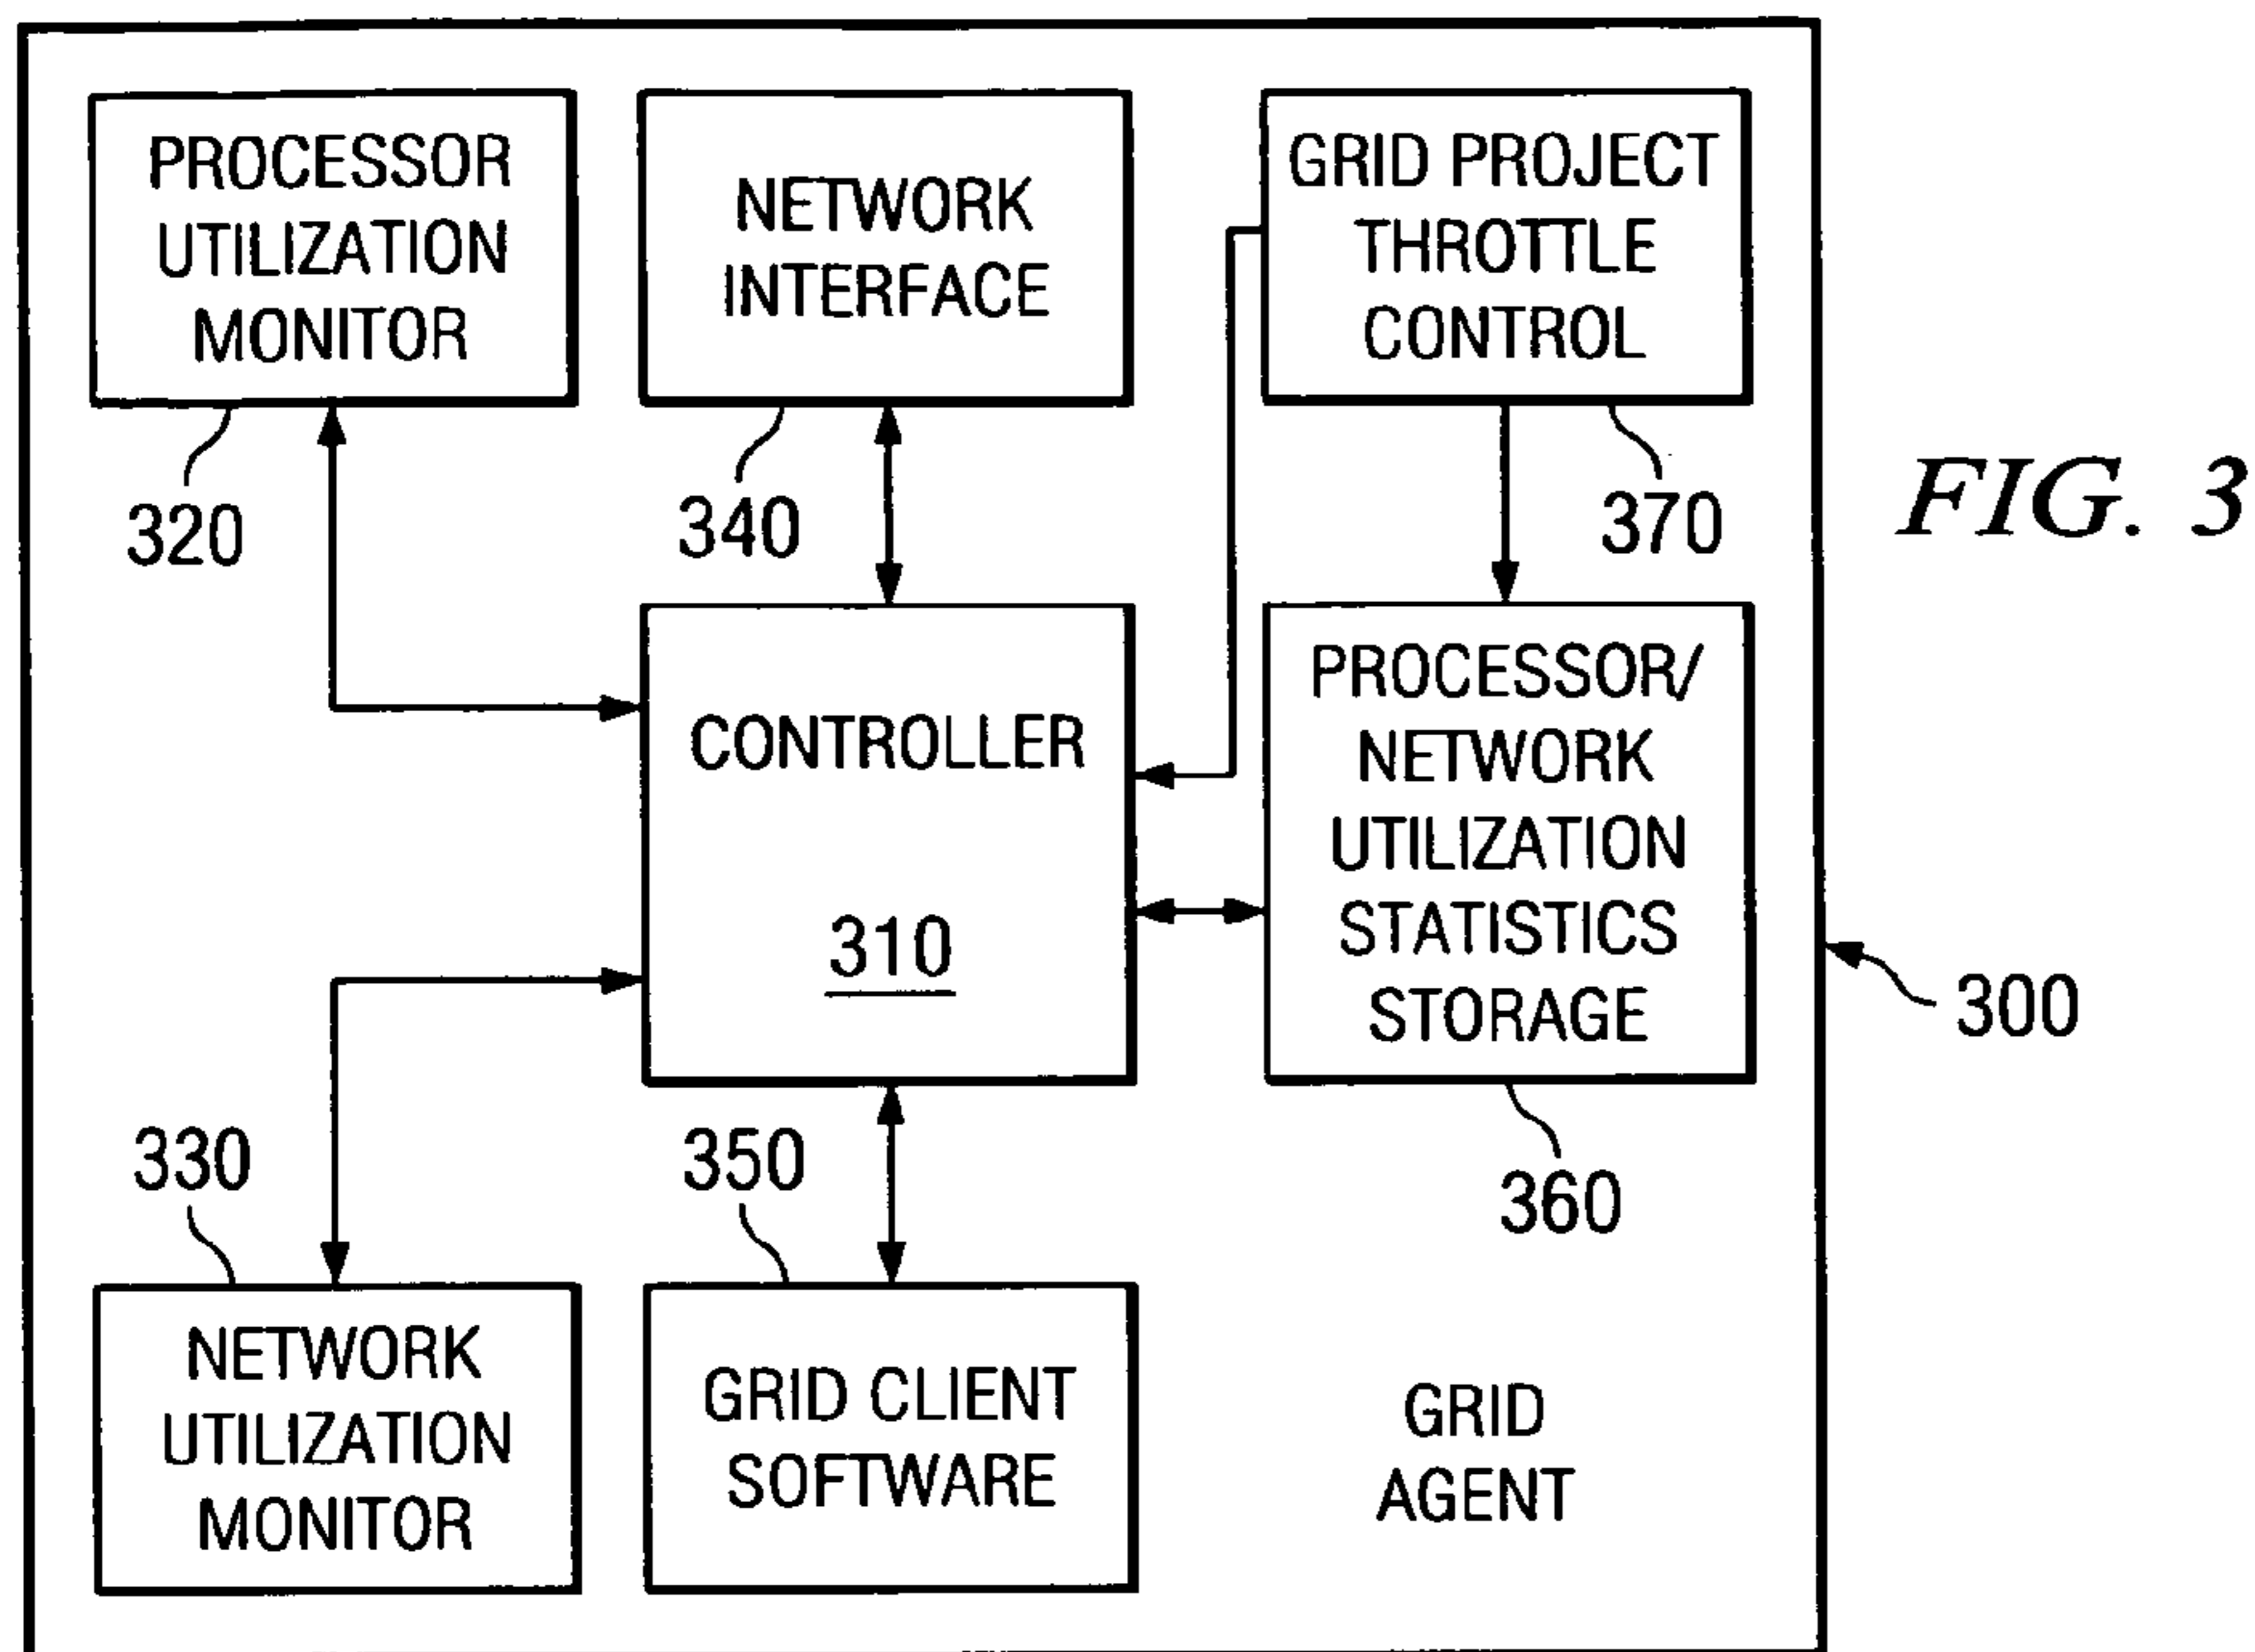 PROCESSOR
UTILIZATION
MONITOR
320
NETWORK
INTERFACE
340
GRID PROJECT
THROTTLE
CONTROL
370
FIG. 3
CONTROLLER
310
PROCESSOR/
NETWORK
UTILIZATION
STATISTICS
STORAGE
360
300
330
NETWORK
UTILIZATION
MONITOR
350
GRID CLIENT
SOFTWARE
GRID
AGENT